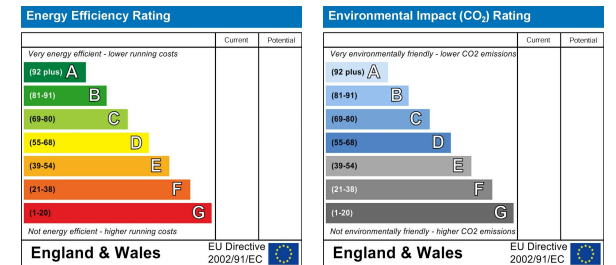 Energy Efficiency Rating
Current Potential
Very energy efficient - lower running costs
(92 plus) A
(81-91) B
(69-80) C
(55-68) D
(39-54) E
(21-38) F
(1-20) G
Not energy efficient - higher running costs
England & Wales
EU Directive
2002/91/EC
Environmental Impact (CO₂) Rating
Current Potential
Very environmentally friendly - lower CO2 emissions
(92 plus) A
(81-91) B
(69-80) C
(55-68) D
(39-54) E
(21-38) F
(1-20) G
Not environmentally friendly - higher CO2 emissions
England & Wales
EU Directive
2002/91/EC